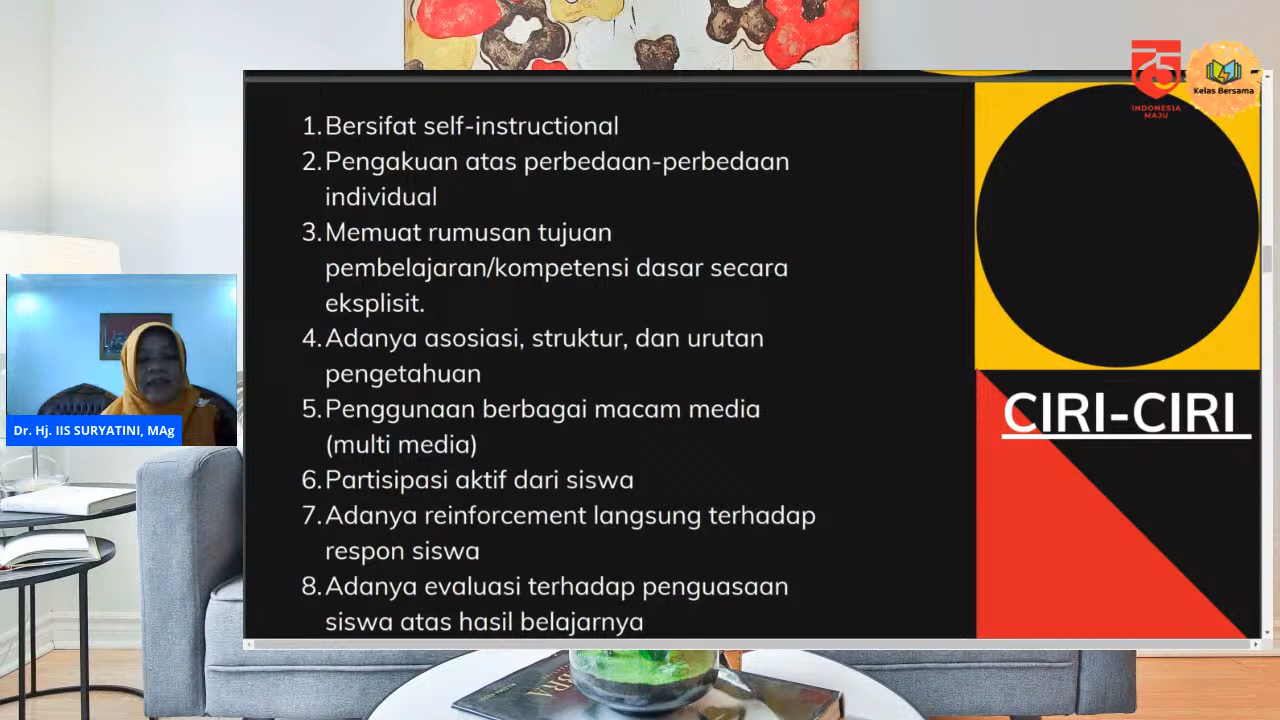 1. Bersifat self-instructional
2. Pengakuan atas perbedaan-perbedaan
individual
3. Memuat rumusan tujuan
pembelajaran/kompetensi dasar secara
eksplisit.
4. Adanya asosiasi, struktur, dan urutan
pengetahuan
5. Penggunaan berbagai macam media
(multi media)
6. Partisipasi aktif dari siswa
7. Adanya reinforcement langsung terhadap
respon siswa
8. Adanya evaluasi terhadap penguasaan
siswa atas hasil belajarnya
CIRI-CIRI
75
INDONESIA
MAJU
Kelas Bersama
Dr. Hj. IIS SURYATINI, MAg